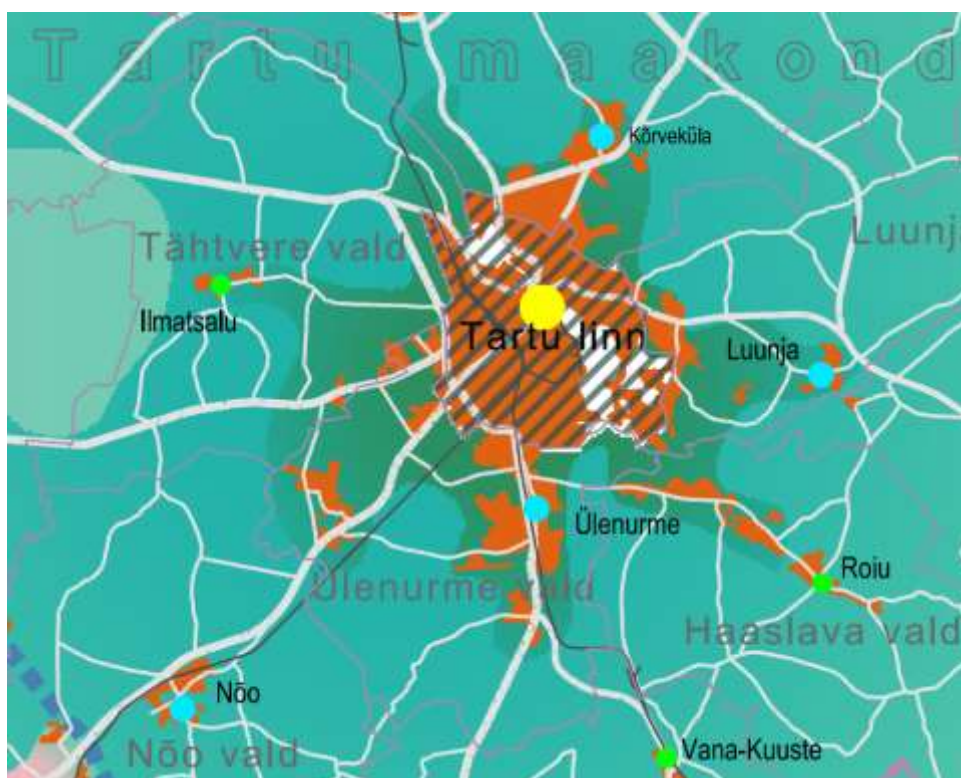 Tartu maakond
Kõrveküla
Tähtvere vald
Luunja
Ilmatsalu
Tartu linn
Luunja
Ülenurme
Roiu
Ülenurme vald
Haaslava vald
Nõo
Nõo vald
Vana-Kuuste